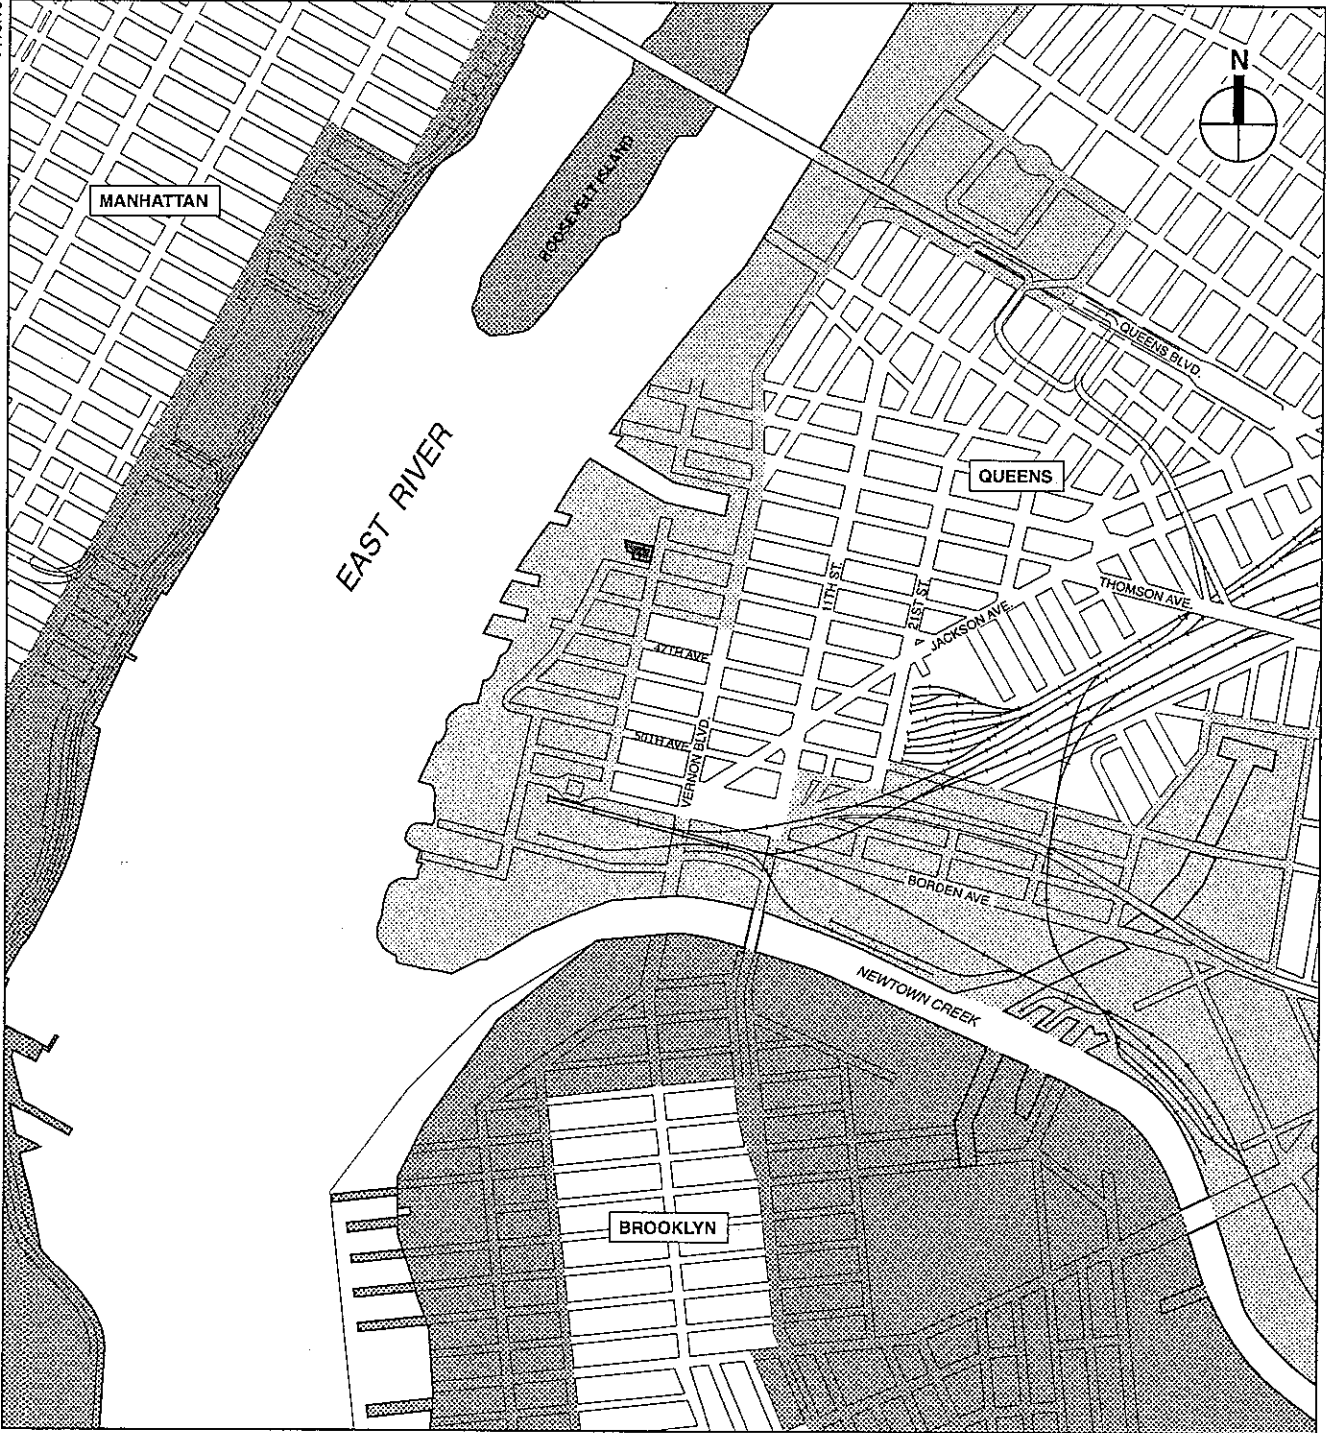 N
MANHATTAN
ROOSEVELT ISLAND
QUEENS BLVD.
EAST RIVER
QUEENS
11TH ST.
21ST ST.
THOMSON AVE.
JACKSON AVE.
47TH AVE.
50TH AVE.
VERNON BLVD.
BORDEN AVE.
NEWTOWN CREEK
BROOKLYN